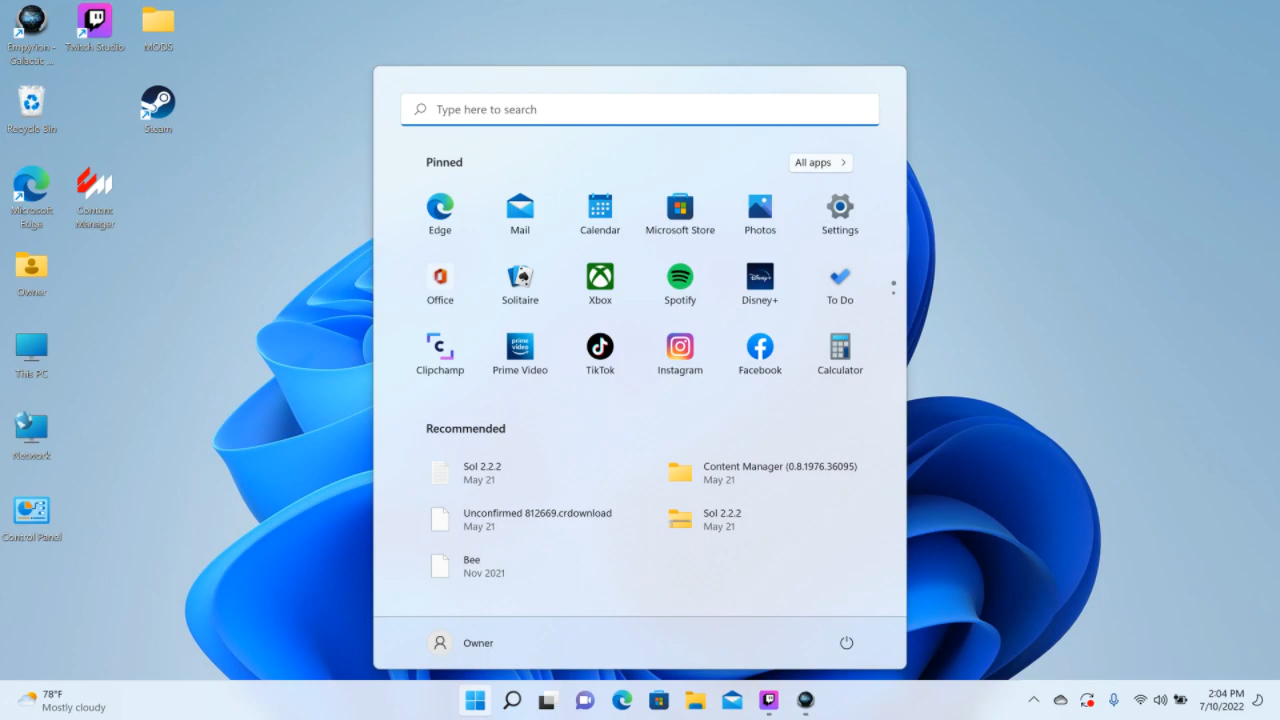 Empyrion -
Galactic ...
Twitch Studio
MODS
Recycle Bin
Steam
Microsoft
Edge
Content
Manager
Owner
This PC
Network
Control Panel
Type here to search
Pinned
All apps
Edge
Mail
Calendar
Microsoft Store
Photos
Settings
Office
Solitaire
Xbox
Spotify
Disney+
Disney+
To Do
prime
video
Clipchamp
Prime Video
TikTok
Instagram
Facebook
Calculator
Recommended
Sol 2.2.2
May 21
Content Manager (0.8.1976.36095)
May 21
Unconfirmed 812669.crdownload
May 21
Sol 2.2.2
May 21
Bee
Nov 2021
Owner
78°F
Mostly cloudy
2:04 PM
7/10/2022